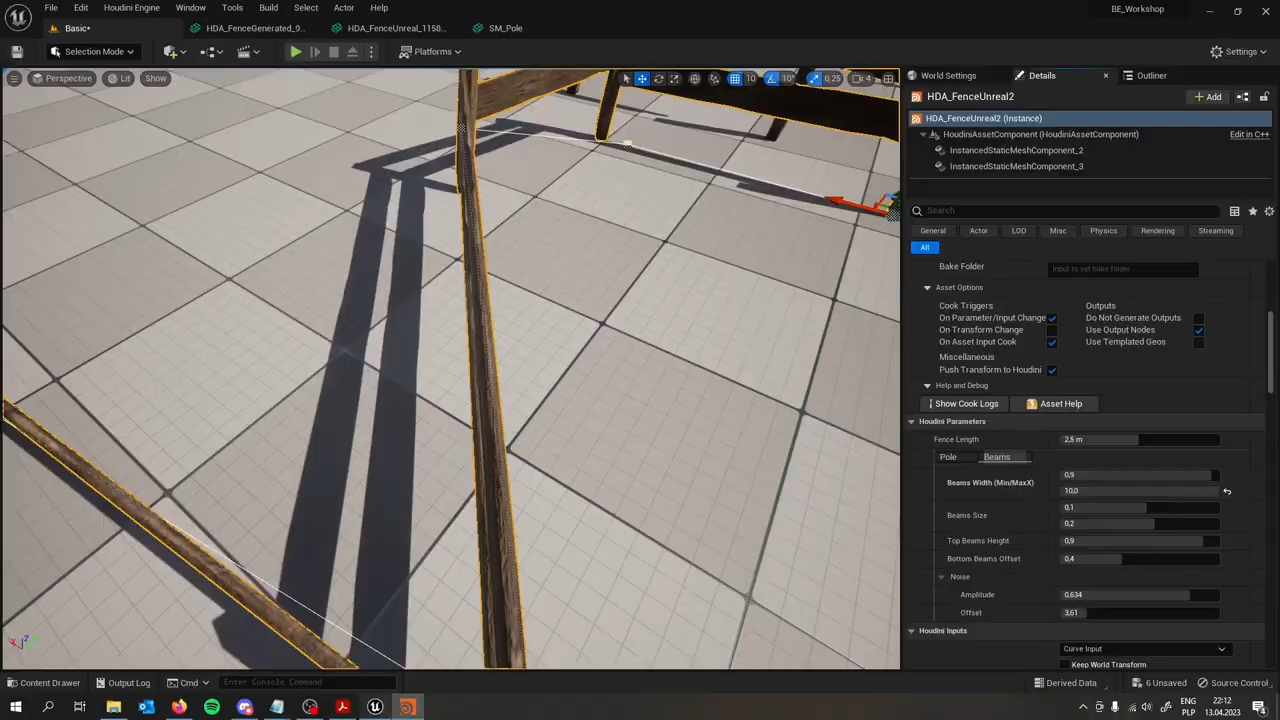 File Edit Houdini Engine Window Tools Build Select Actor Help
BE_Workshop
Basic*
HDA_FenceGenerated_9...
HDA_FenceUnreal_1158...
SM_Pole
Selection Mode
Platforms
Settings
Perspective
Lit
Show
10
10°
0,25
4
World Settings
Details
Outliner
HDA_FenceUnreal2
Add
HDA_FenceUnreal2 (Instance)
HoudiniAssetComponent (HoudiniAssetComponent)
Edit in C++
InstancedStaticMeshComponent_2
InstancedStaticMeshComponent_3
Search
General
Actor
LOD
Misc
Physics
Rendering
Streaming
All
Bake Folder
Input to set bake folder
Asset Options
Cook Triggers
Outputs
On Parameter/Input Change
Do Not Generate Outputs
On Transform Change
Use Output Nodes
On Asset Input Cook
Use Templated Geos
Miscellaneous
Push Transform to Houdini
Help and Debug
Show Cook Logs
Asset Help
Houdini Parameters
Fence Length
2,5 m
Pole
Beams
Beams Width (Min/MaxX)
0,9
10,0
Beams Size
0,1
0,2
Top Beams Height
0,9
Bottom Beams Offset
0,4
Noise
Amplitude
0,634
Offset
3,61
Houdini Inputs
Curve Input
Keep World Transform
Content Drawer
Output Log
Cmd
Enter Console Command
Derived Data
6 Unsaved
Source Control
ENG
PLP
22:12
13.04.2023